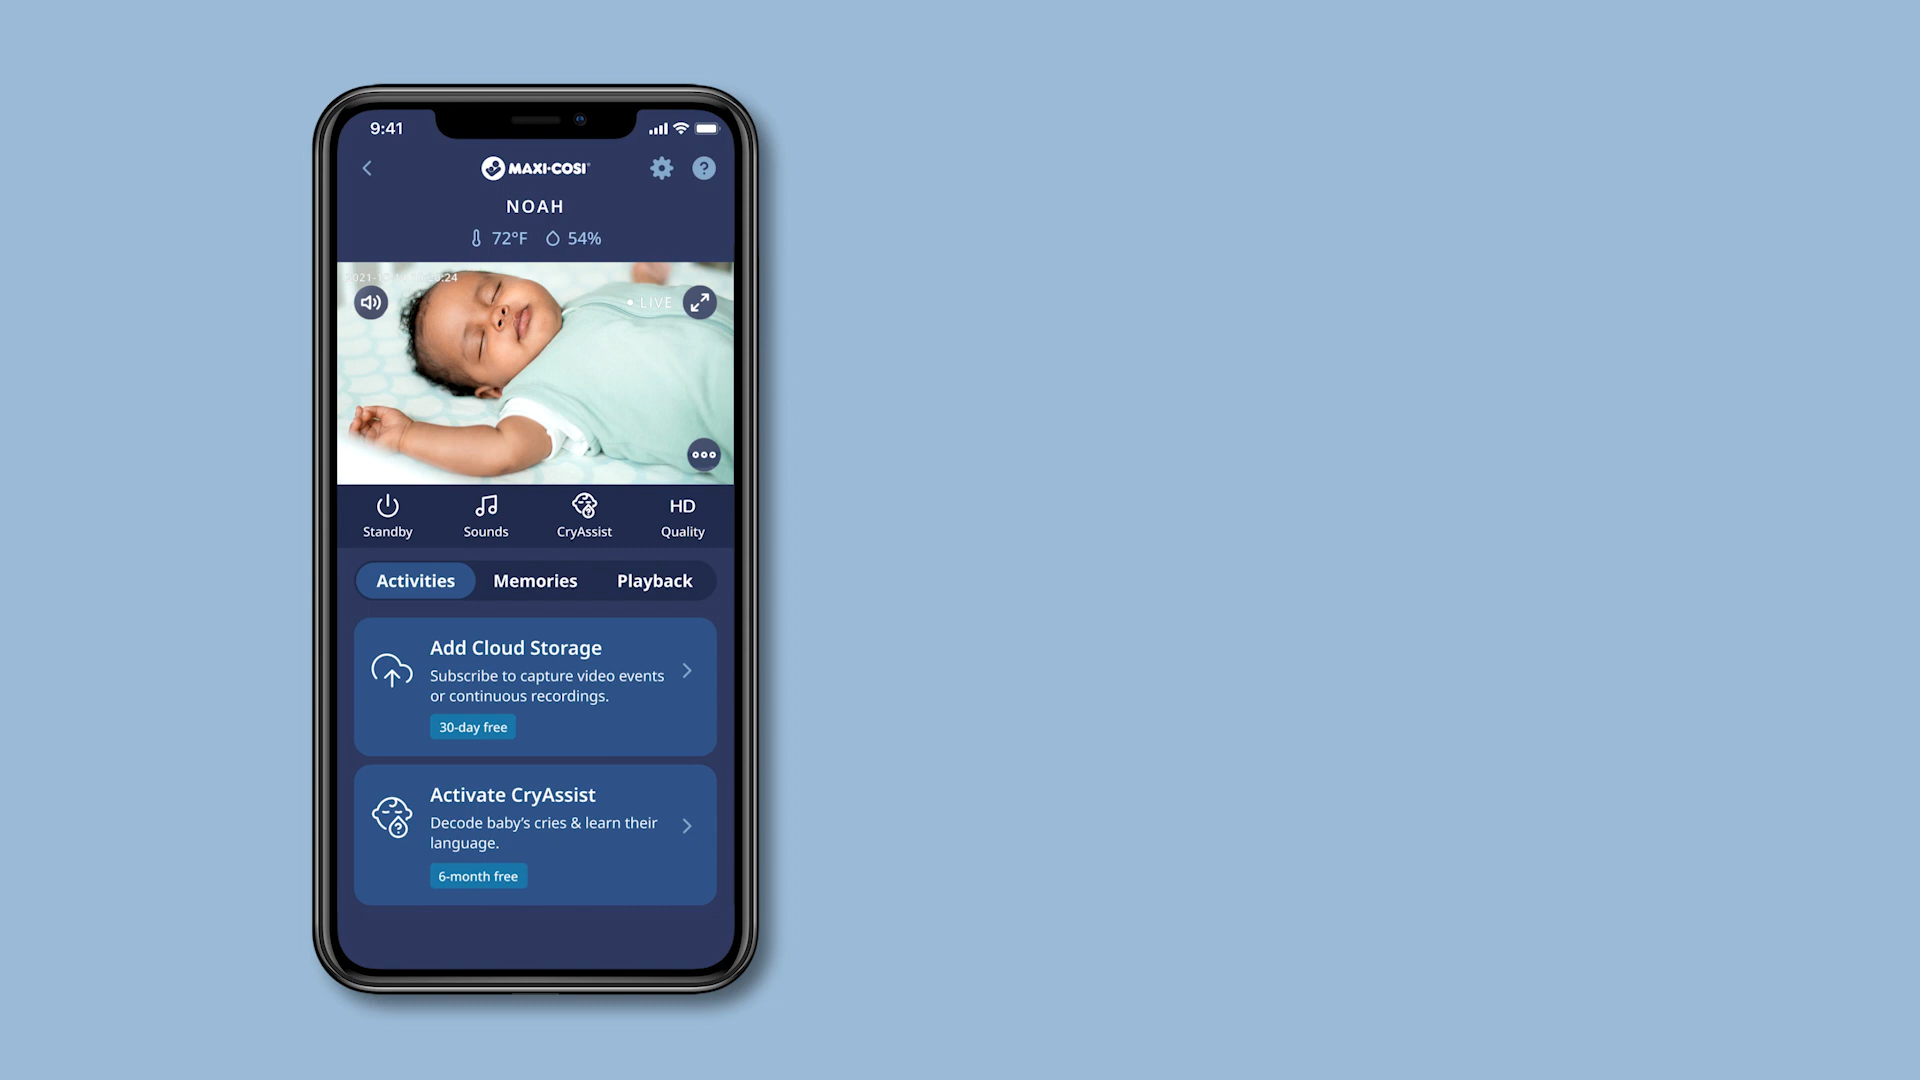 9:41
MAXI·COSI
NOAH
72°F 54%
LIVE
Standby Sounds CryAssist HD Quality
Activities Memories Playback
Add Cloud Storage
Subscribe to capture video events
or continuous recordings.
30-day free
Activate CryAssist
Decode baby’s cries & learn their
language.
6-month free